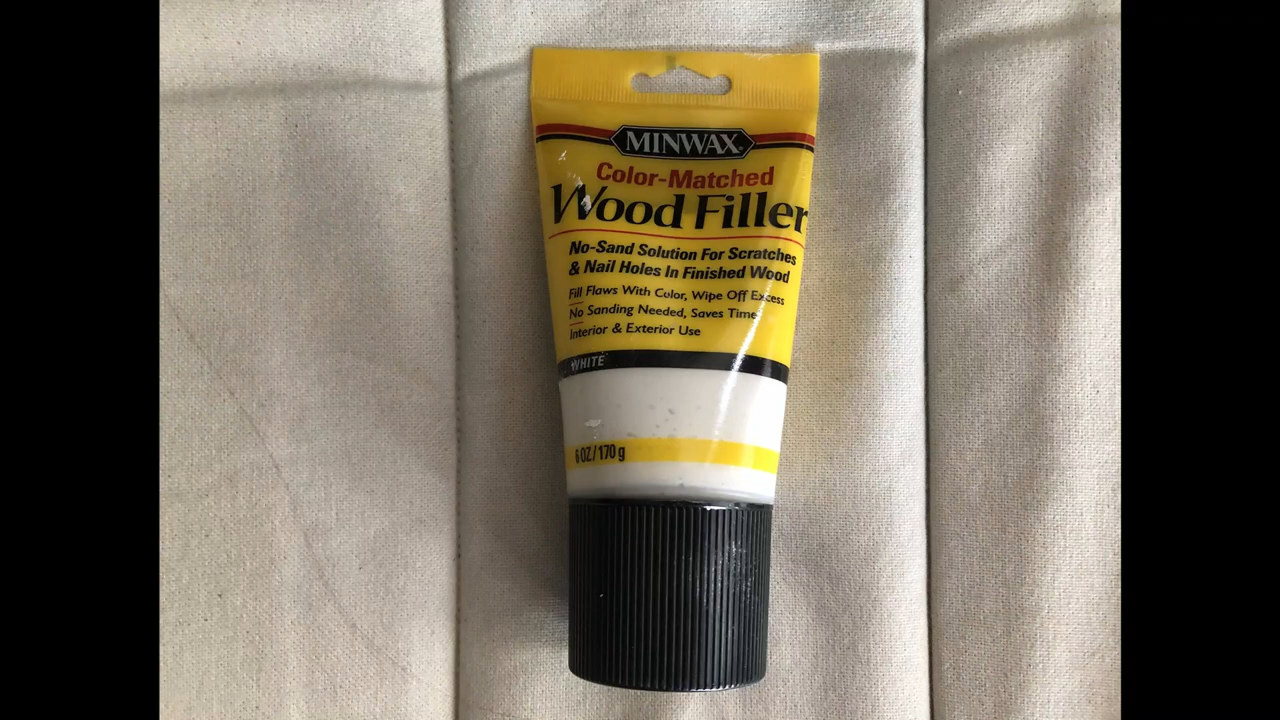 MINWAX
Color-Matched
Wood Filler
No-Sand Solution For Scratches
& Nail Holes In Finished Wood
Fill Flaws With Color, Wipe Off Excess
No Sanding Needed, Saves Time
Interior & Exterior Use
WHITE
6 OZ./170 g